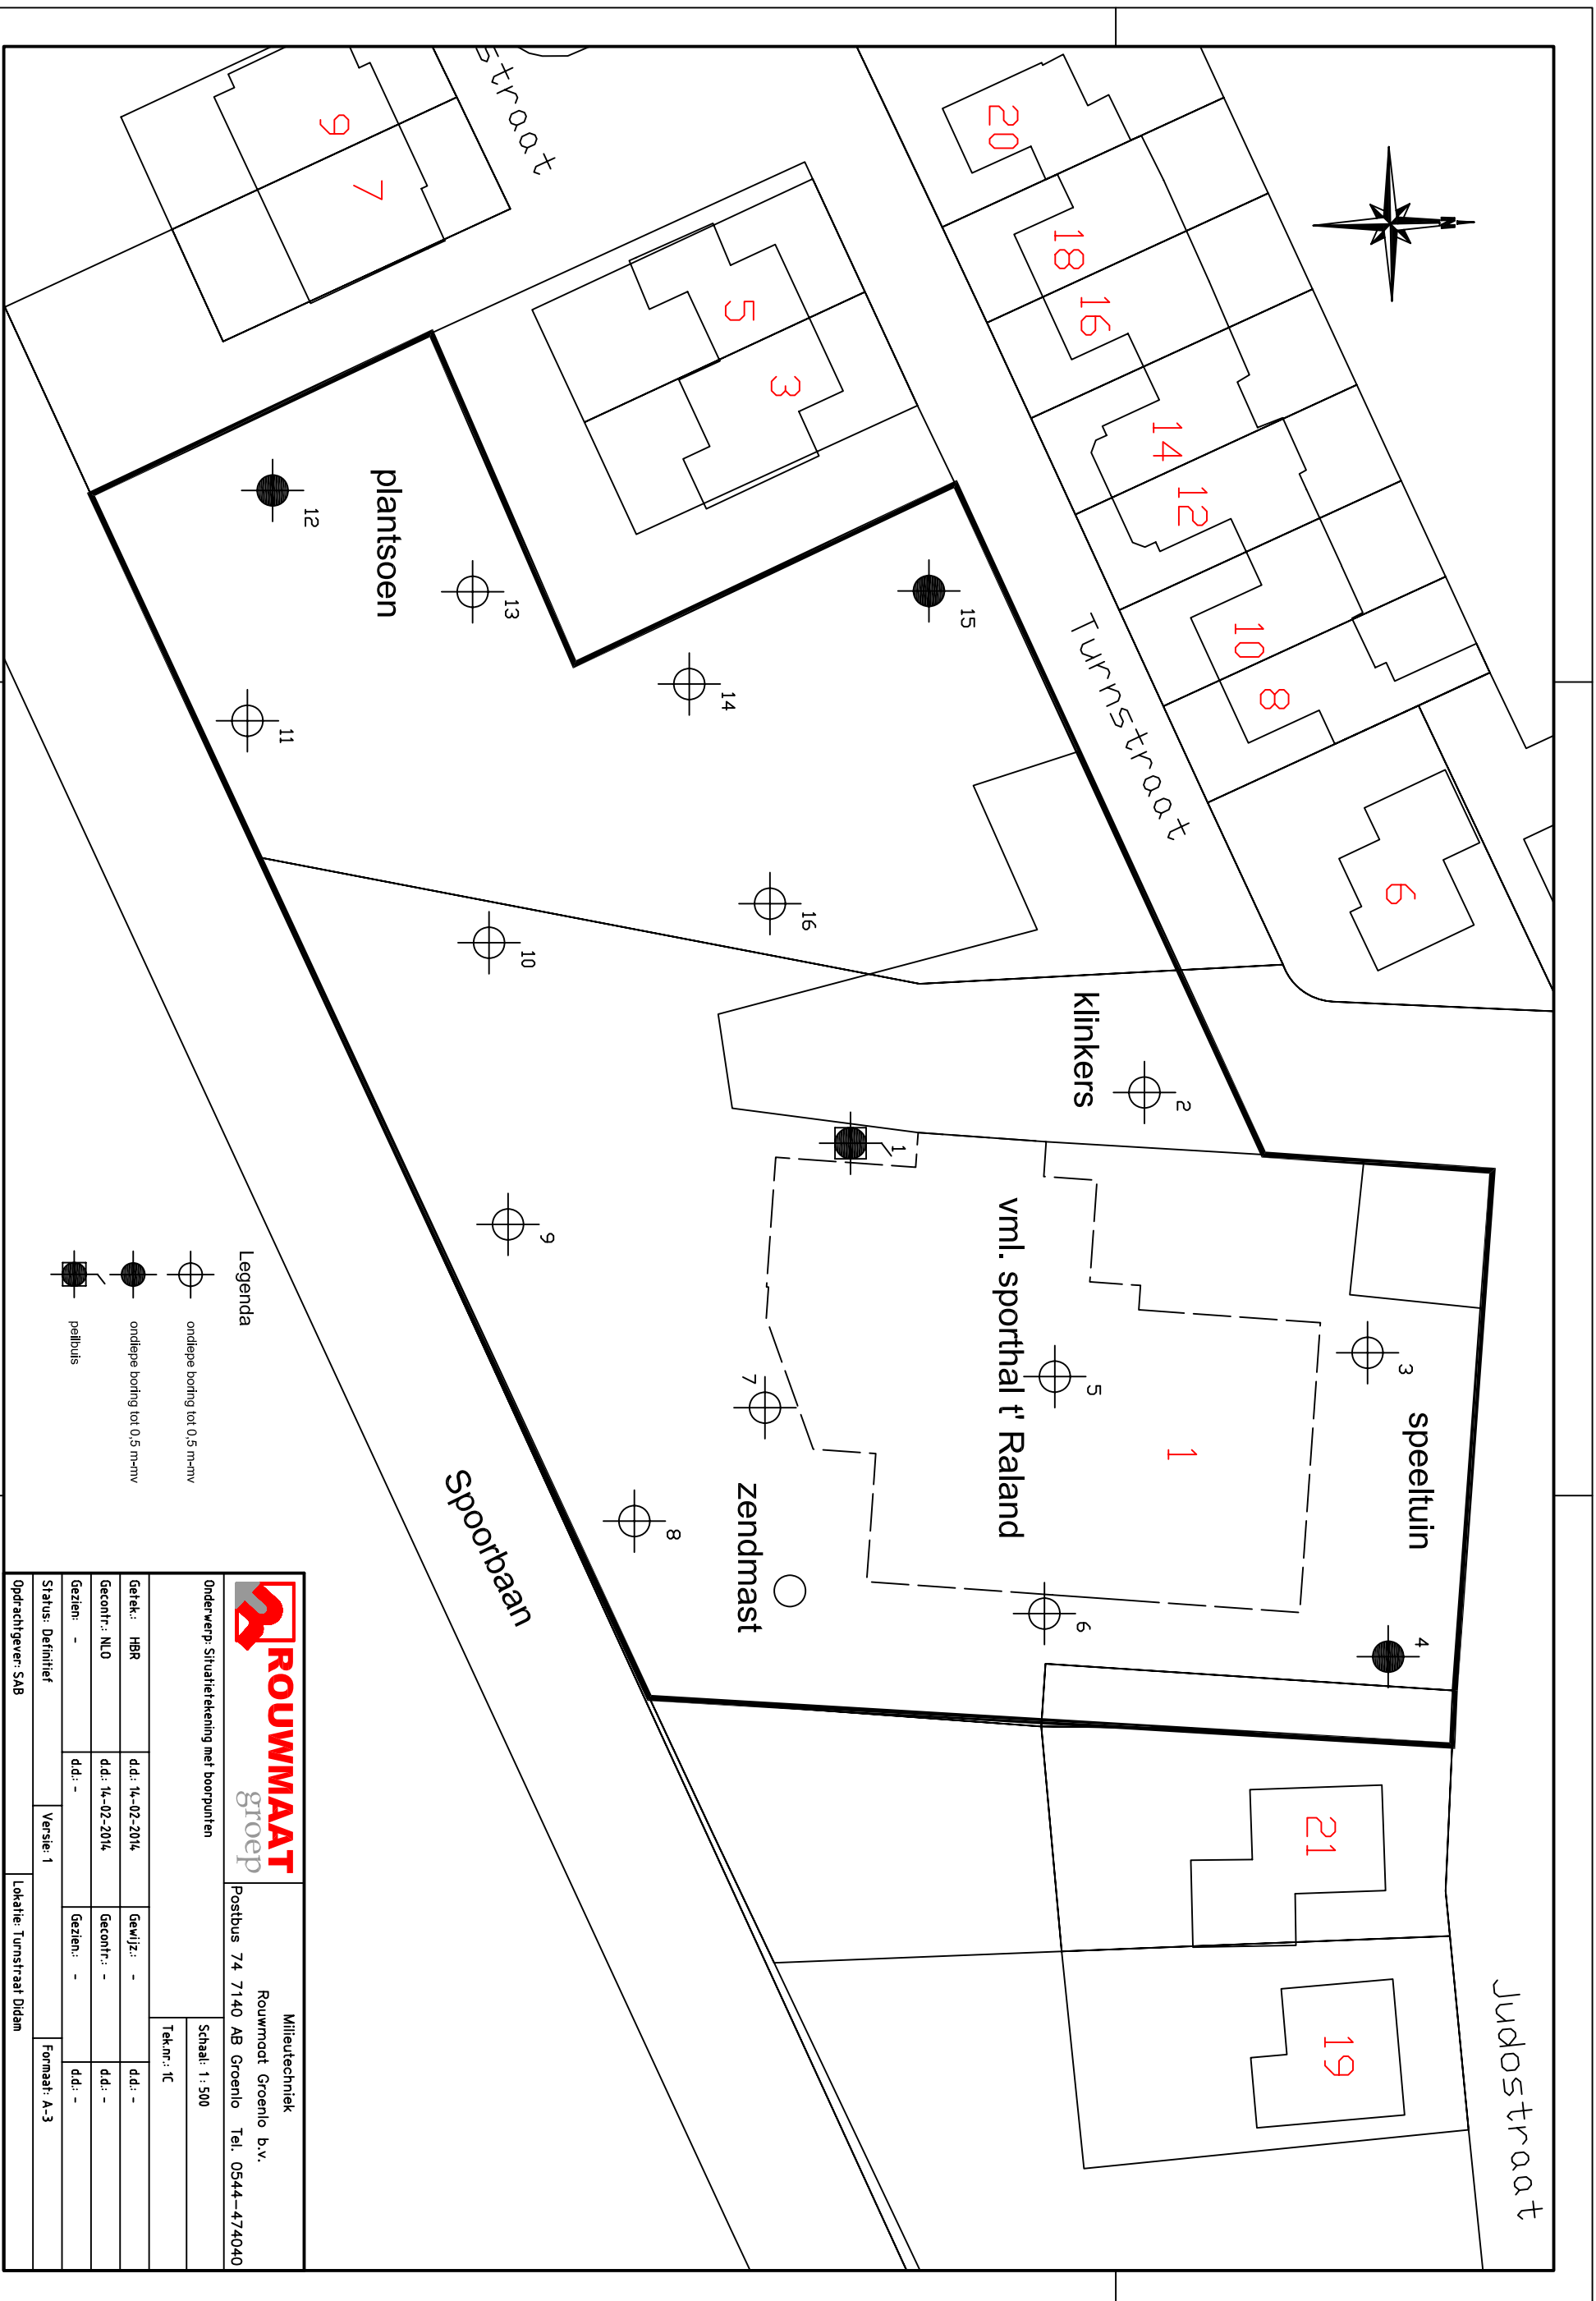 Judostraat
20
18
16
14
12
10
8
6
Turnstraat
straat
9
7
5
3
speeltuin
klinkers
vml. sporthal t' Raland
1
zendmast
plantsoen
Spoorbaan
21
19
1
2
3
4
5
6
7
8
9
10
11
12
13
14
15
16
N
Legenda
ondiepe boring tot 0,5 m-mv
ondiepe boring tot 0,5 m-mv
peilbuis
ROUWMAAT
groep
Milieutechniek
Rouwmaat Groenlo b.v.
Postbus 74 7140 AB Groenlo Tel. 0544-474040
Onderwerp: Situatietekening met boorpunten
Schaal: 1 : 500
Tek.nr.: 1C
Getek.: HBR d.d.: 14-02-2014 Gewijz.: - d.d.: -
Gecontr.: NLO d.d.: 14-02-2014 Gecontr.: - d.d.: -
Gezien: - d.d.: - Gezien.: - d.d.: -
Status: Definitief Versie: 1 Formaat: A-3
Opdrachtgever: SAB Lokatie: Turnstraat Didam